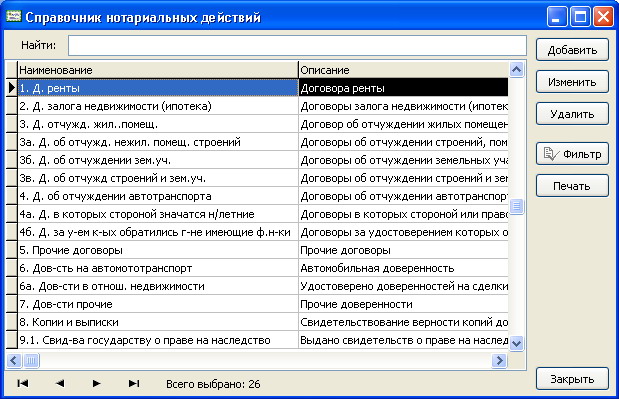 Справочник нотариальных действий
Найти:
Добавить
Наименование Описание
1. Д. ренты Договора ренты
Изменить
2. Д. залога недвижимости (ипотека) Договоры залога недвижимости (ипотек
Удалить
3. Д. отчужд. жил..помещ. Договор об отчуждении жилых помещен
3а. Д. об отчужд. нежил. помещ. строений Договоры об отчуждении строений, пом
Фильтр
3б. Д. об отчуждении зем.уч. Договоры об отчуждении земельных уча
3в. Д. об отчужд строений и зем.уч. Договоры об отчуждении строений и зем
Печать
4. Д. об отчуждении автотранспорта Договоры об отчуждении автотранспорт
4а. Д. в которых стороной значатся н/летние Договоры в которых стороной или право
4б. Д. за у-ем к-ых обратились г-не имеющие ф.н-ки Договоры за удостоверением которых о
5. Прочие договоры Прочие договоры
6. Дов-сть на автомототранспорт Автомобильная доверенность
6а. Дов-сти в отнош. недвижимости Удостоверено доверенностей на сделки
7. Дов-сти прочие Прочие доверенности
8. Копии и выписки Свидетельствование верности копий до
9.1. Свид-ва государству о праве на наследство Выдано свидетельств о праве на наслед
Всего выбрано: 26
Закрыть